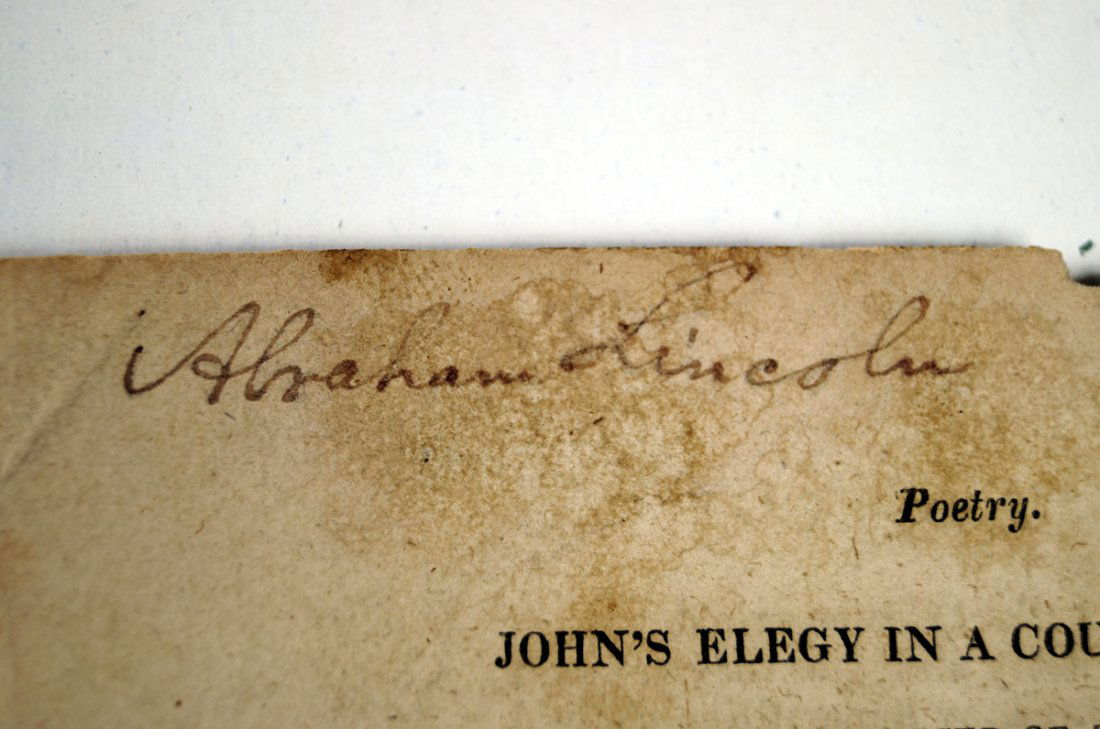 Abraham Lincoln
Poetry.
JOHN'S ELEGY IN A COU